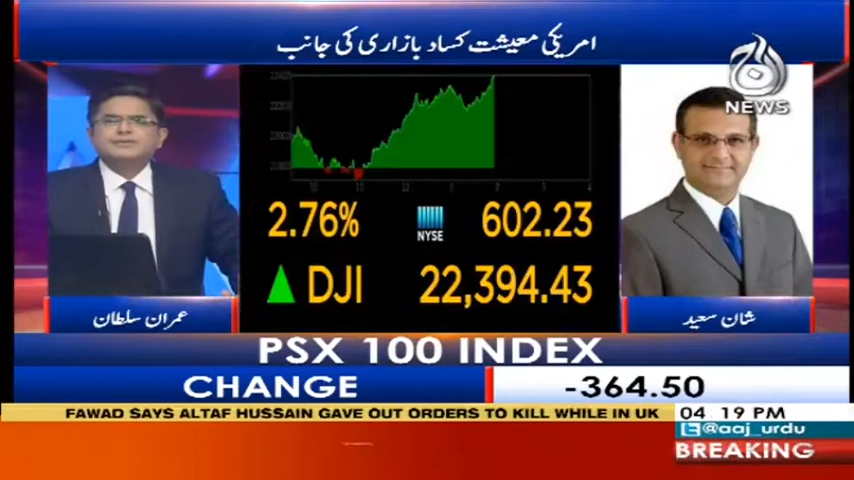 امریکی معیشت کساد بازاری کی جانب
آج
NEWS
2.76%
NYSE
602.23
DJI
22,394.43
عمران سلطان
شان سعید
PSX 100 INDEX
CHANGE
-364.50
FAWAD SAYS ALTAF HUSSAIN GAVE OUT ORDERS TO KILL WHILE IN UK
04 19 PM
@aaj_urdu
BREAKING